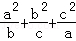 a²/b + b²/c + c²/a